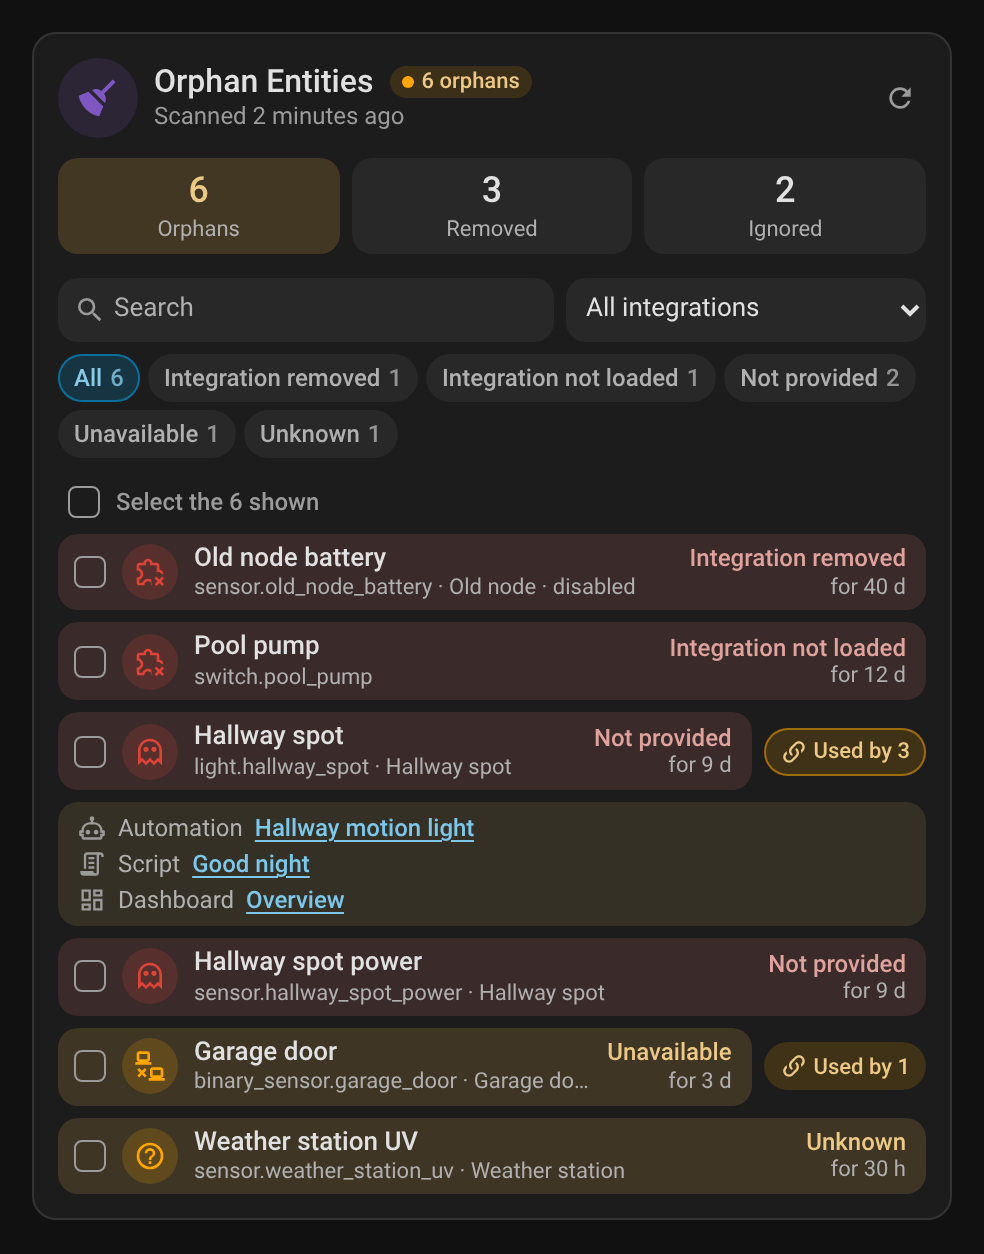 Orphan Entities
6 orphans
Scanned 2 minutes ago
6
Orphans
3
Removed
2
Ignored
Search
All integrations
All 6
Integration removed 1
Integration not loaded 1
Not provided 2
Unavailable 1
Unknown 1
Select the 6 shown
Old node battery
sensor.old_node_battery · Old node · disabled
Integration removed
for 40 d
Pool pump
switch.pool_pump
Integration not loaded
for 12 d
Hallway spot
light.hallway_spot · Hallway spot
Not provided
for 9 d
Used by 3
Automation Hallway motion light
Script Good night
Dashboard Overview
Hallway spot power
sensor.hallway_spot_power · Hallway spot
Not provided
for 9 d
Garage door
binary_sensor.garage_door · Garage do...
Unavailable
for 3 d
Used by 1
Weather station UV
sensor.weather_station_uv · Weather station
Unknown
for 30 h